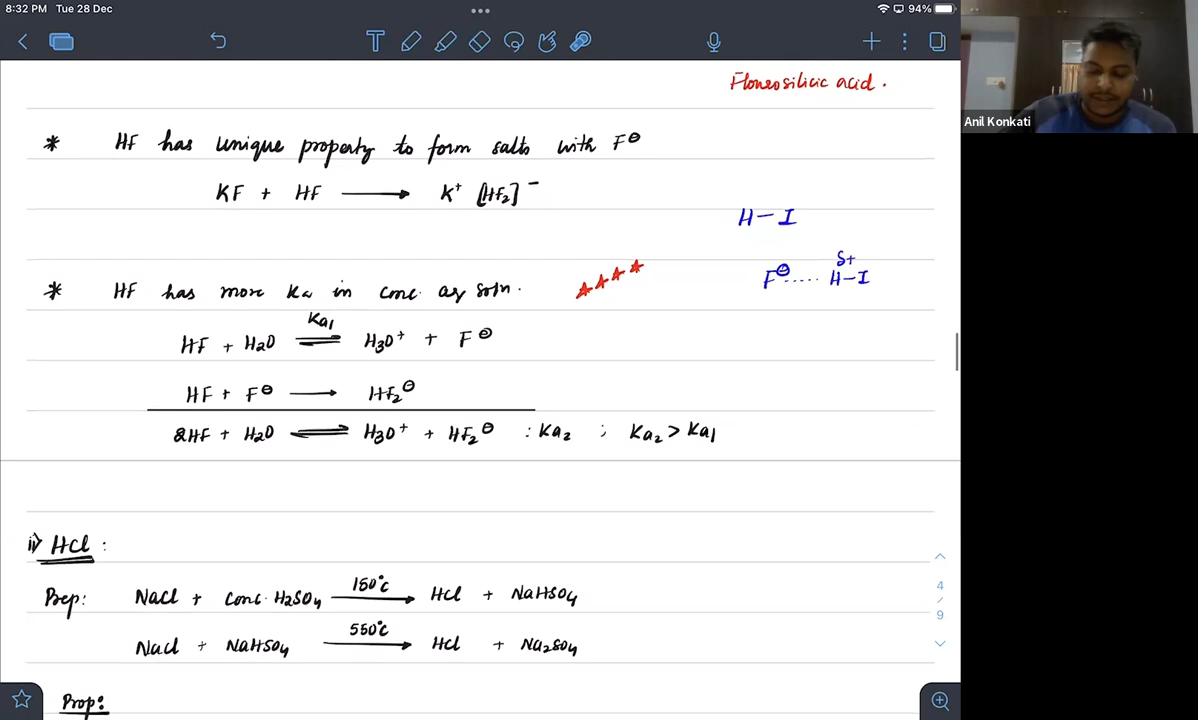 8:32 PM Tue 28 Dec
94%
Flourosilicic acid.
Anil Konkati
* HF has unique property to form salts with F⊖
KF + HF ⟶ K⁺ [HF₂]⁻
H−I
δ+
F⊖ ..... H−I
* HF has more Ka in conc. aq soln. ★★★★
HF + H₂O ⇌ H₃O⁺ + F⊖
Ka₁
HF + F⊖ ⟶ HF₂⊖
2HF + H₂O ⇌ H₃O⁺ + HF₂⊖ : Ka₂ ; Ka₂ > Ka₁
ii) HCl :
Prep: NaCl + conc. H₂SO₄ ⟶ HCl + NaHSO₄
150°C
NaCl + NaHSO₄ ⟶ HCl + Na₂SO₄
550°C
4
/
9
Prop: